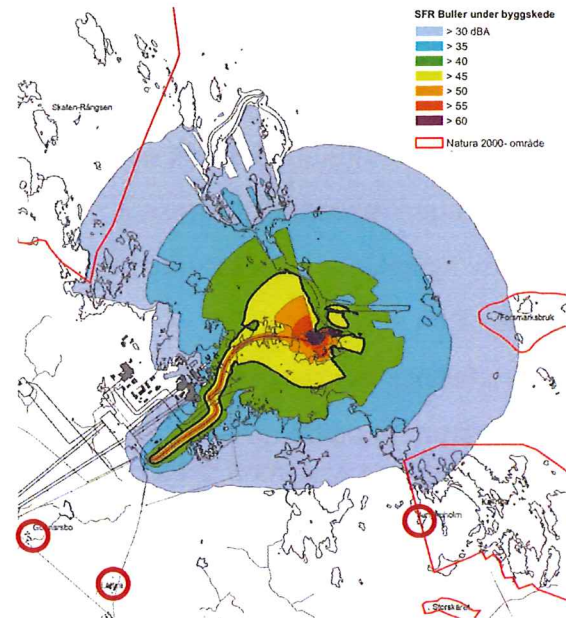 SFR Buller under byggskede
> 30 dBA
> 35
> 40
> 45
> 50
> 55
> 60
Natura 2000- område
Skaten-Rångsen
Forsmarksbruk
Storskäret